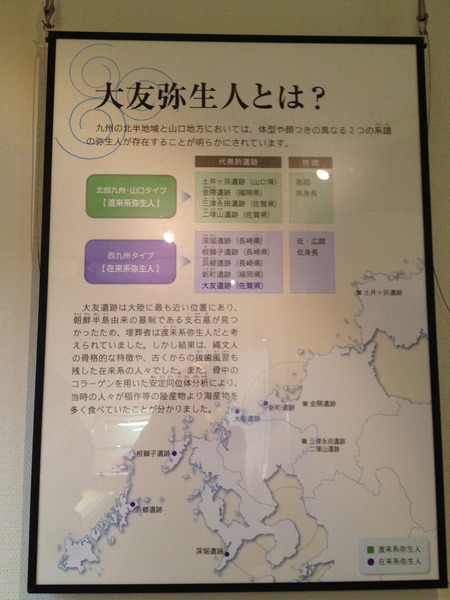 大友弥生人とは？
九州の北半地域と山口地方においては、体型や顔つきの異なる２つの系譜
の弥生人が存在することが明らかにされています。
代表的遺跡
特徴
北部九州・山口タイプ
【渡来系弥生人】
土井ヶ浜遺跡（山口県）
金隈遺跡（福岡県）
三津永田遺跡（佐賀県）
二塚山遺跡（佐賀県）
高顔
高身長
西九州タイプ
【在来系弥生人】
深堀遺跡（長崎県）
根獅子遺跡（長崎県）
浜郷遺跡（長崎県）
新町遺跡（福岡県）
大友遺跡（佐賀県）
低・広顔
低身長
大友遺跡は大陸に最も近い位置にあり、
朝鮮半島由来の墓制である支石墓が見つ
かったため、埋葬者は渡来系弥生人だと考
えられていました。しかし結果は、縄文人
の骨格的な特徴や、古くからの抜歯風習も
残した在来系の人々でした。また、骨中の
コラーゲンを用いた安定同位体分析により、
当時の人々が稲作等の陸産物より海産物を
多く食べていたことが分かりました。
土井ヶ浜遺跡
大友遺跡
新町遺跡
金隈遺跡
三津永田遺跡
二塚山遺跡
根獅子遺跡
浜郷遺跡
深堀遺跡
渡来系弥生人
在来系弥生人